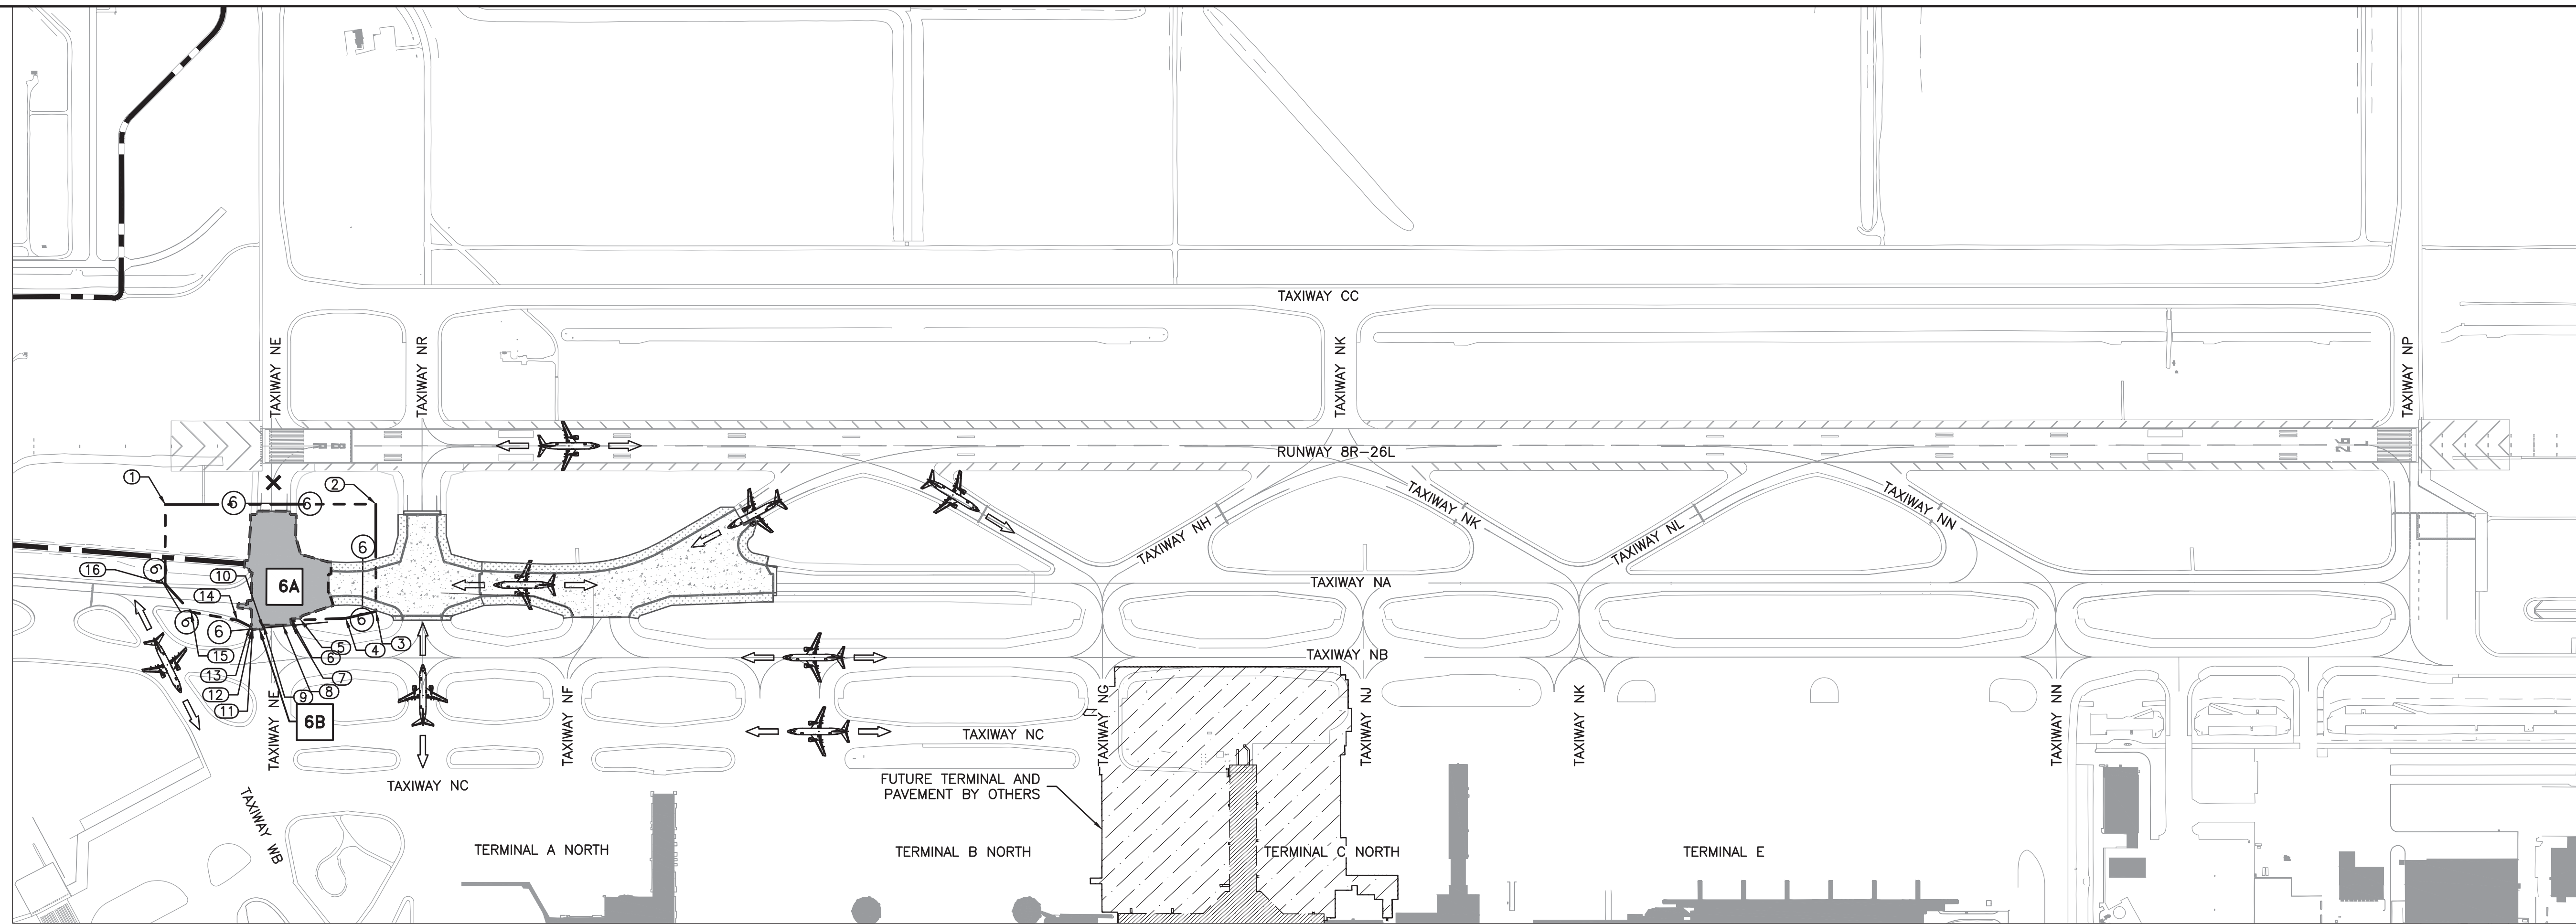 TAXIWAY CC
TAXIWAY NE
TAXIWAY NR
TAXIWAY NK
TAXIWAY NP
RUNWAY 8R-26L
26
1
2
6
6
6
6
6
6
6
TAXIWAY NH
TAXIWAY NK
TAXIWAY NL
TAXIWAY NN
16
10
14
6A
TAXIWAY NA
5
4
3
15
6
13
7
12
8
11
9
6B
TAXIWAY NB
TAXIWAY NE
TAXIWAY NF
TAXIWAY NG
TAXIWAY NJ
TAXIWAY NK
TAXIWAY NN
TAXIWAY NC
TAXIWAY NC
FUTURE TERMINAL AND
PAVEMENT BY OTHERS
TAXIWAY WB
TERMINAL A NORTH
TERMINAL B NORTH
TERMINAL C NORTH
TERMINAL E